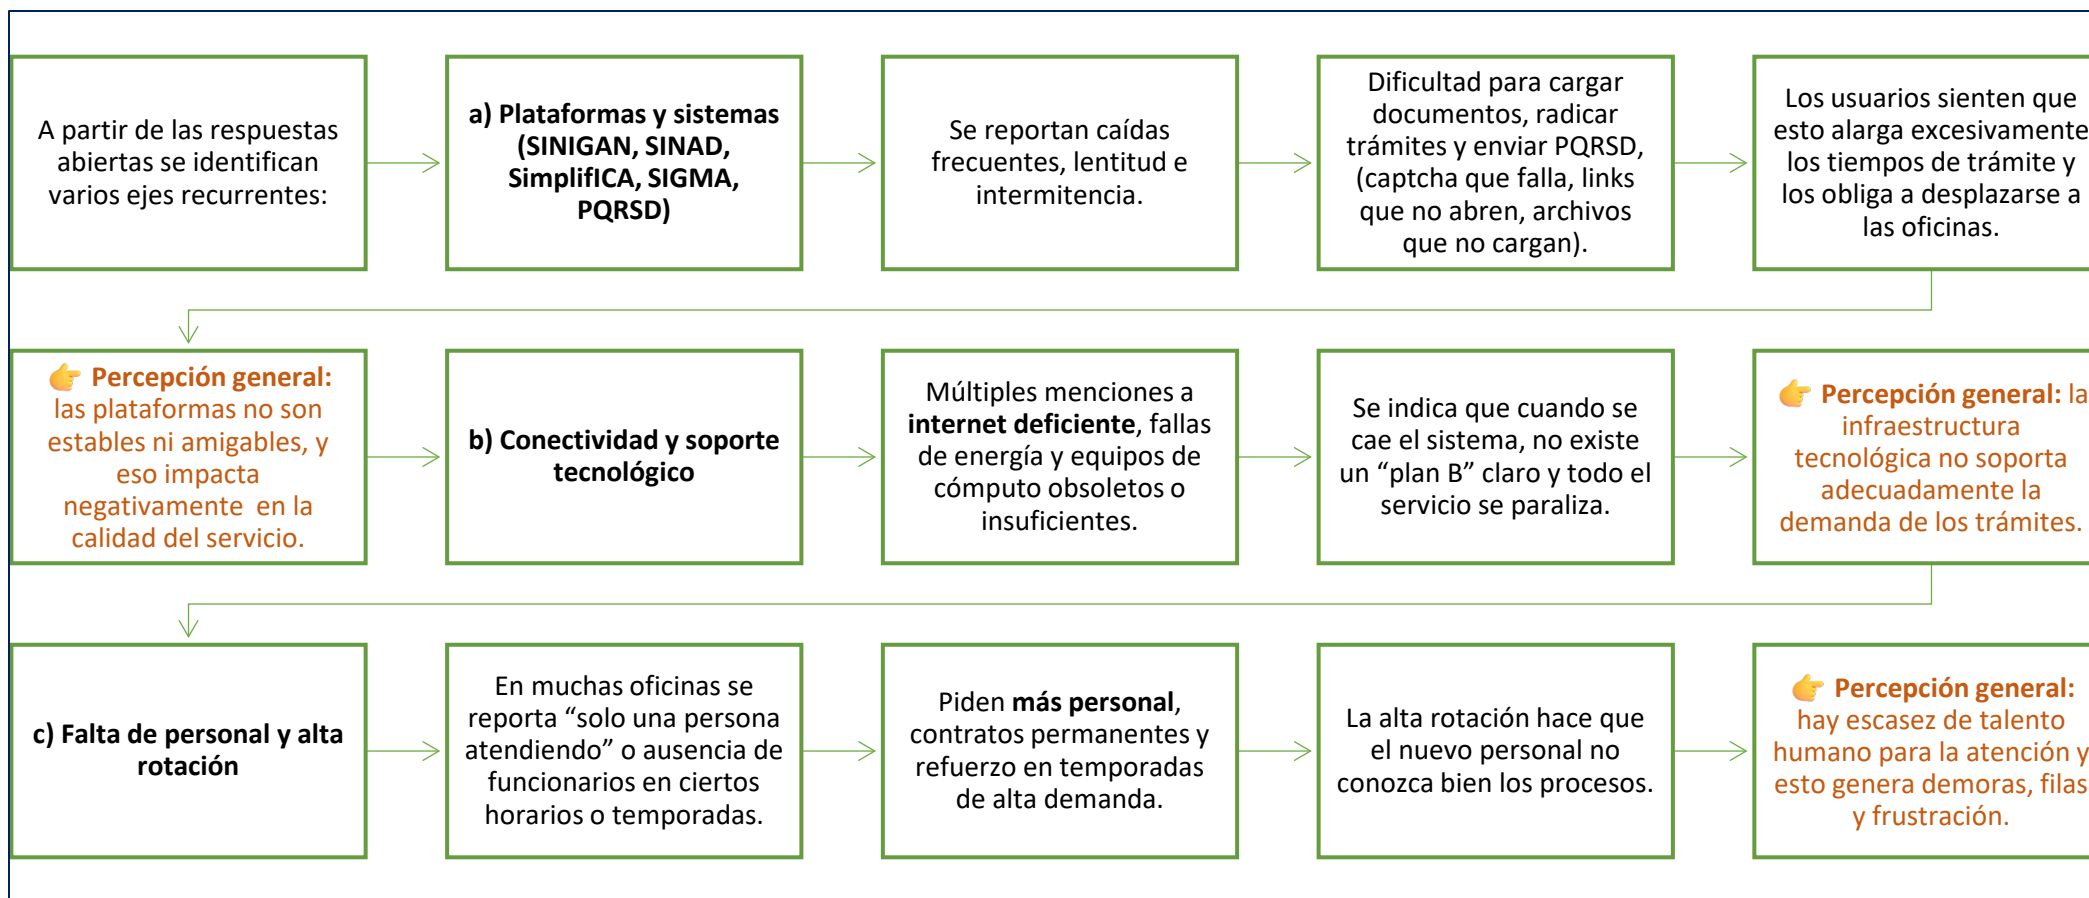 A partir de las respuestas
abiertas se identifican
varios ejes recurrentes:
a) Plataformas y sistemas
(SINIGAN, SINAD,
SimplifICA, SIGMA,
PQRSD)
Se reportan caídas
frecuentes, lentitud e
intermitencia.
Dificultad para cargar
documentos, radicar
trámites y enviar PQRSD,
(captcha que falla, links
que no abren, archivos
que no cargan).
Los usuarios sienten que
esto alarga excesivamente
los tiempos de trámite y
los obliga a desplazarse a
las oficinas.
👉 Percepción general:
las plataformas no son
estables ni amigables, y
eso impacta
negativamente en la
calidad del servicio.
b) Conectividad y soporte
tecnológico
Múltiples menciones a
internet deficiente, fallas
de energía y equipos de
cómputo obsoletos o
insuficientes.
Se indica que cuando se
cae el sistema, no existe
un “plan B” claro y todo el
servicio se paraliza.
👉 Percepción general: la
infraestructura
tecnológica no soporta
adecuadamente la
demanda de los trámites.
c) Falta de personal y alta
rotación
En muchas oficinas se
reporta “solo una persona
atendiendo” o ausencia de
funcionarios en ciertos
horarios o temporadas.
Piden más personal,
contratos permanentes y
refuerzo en temporadas
de alta demanda.
La alta rotación hace que
el nuevo personal no
conozca bien los procesos.
👉 Percepción general:
hay escasez de talento
humano para la atención y
esto genera demoras, filas
y frustración.